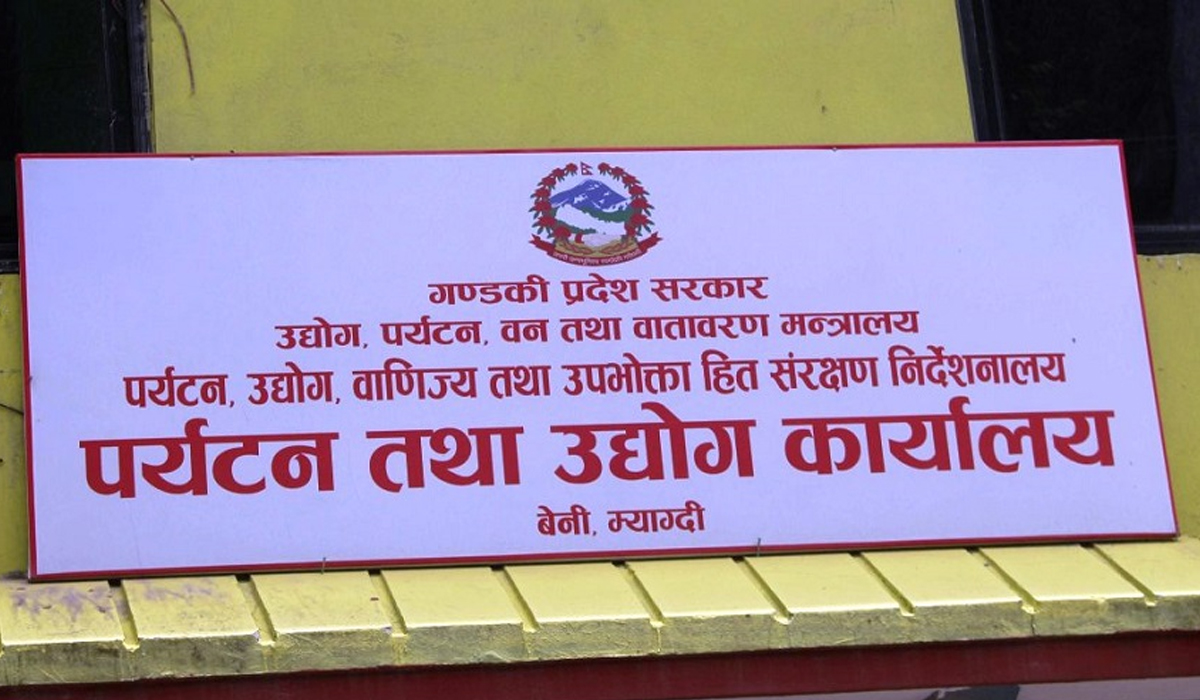 गण्डकी प्रदेश सरकार
उद्योग, पर्यटन, वन तथा वातावरण मन्त्रालय
पर्यटन, उद्योग, वाणिज्य तथा उपभोक्ता हित संरक्षण निर्देशनालय
पर्यटन तथा उद्योग कार्यालय
बेनी, म्याग्दी